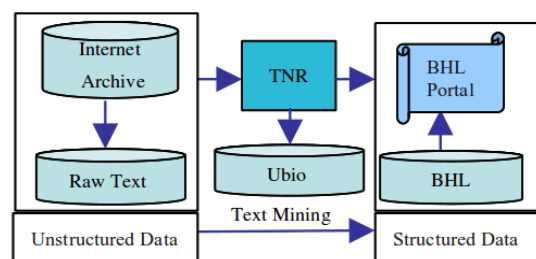 Internet
Archive
Raw Text
Unstructured Data
TNR
Ubio
Text Mining
BHL
Portal
BHL
Structured Data